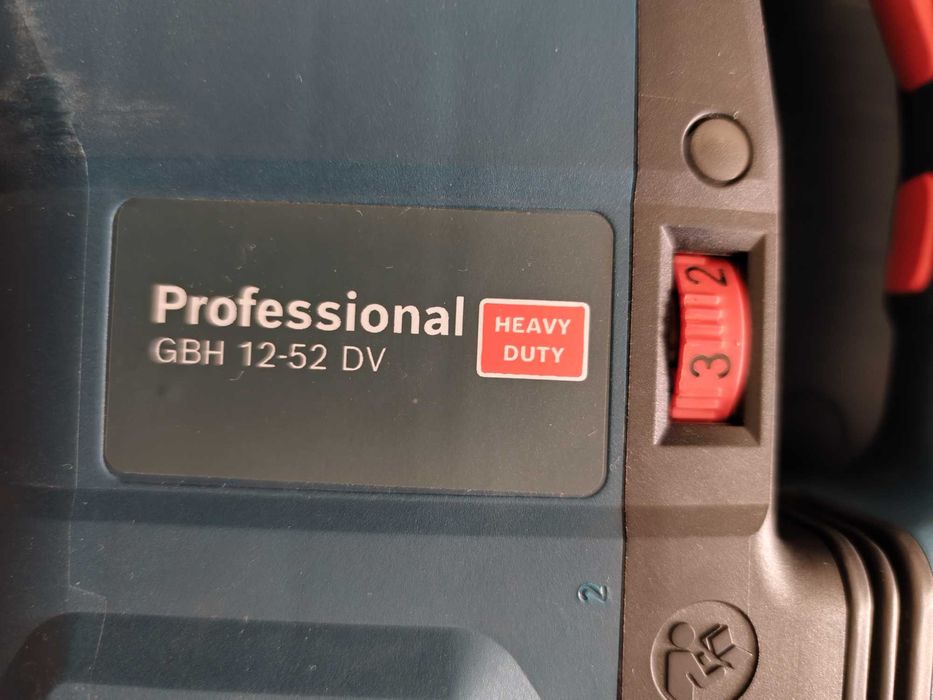 Professional
GBH 12-52 DV
HEAVY
DUTY
2
3
2